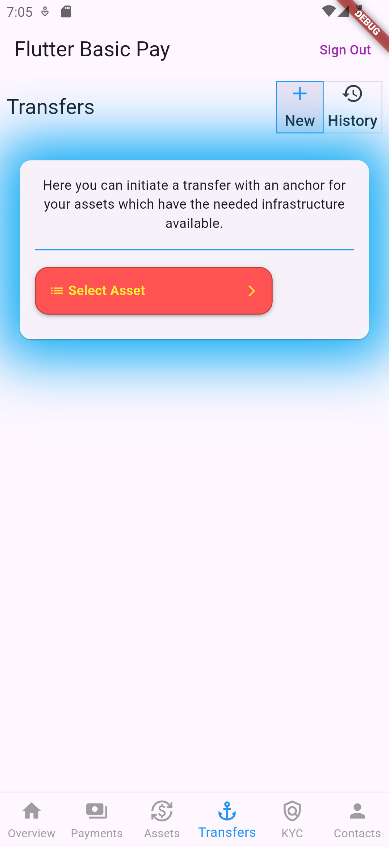 7:05
DEBUG
Flutter Basic Pay
Sign Out
Transfers
New
History
Here you can initiate a transfer with an anchor for
your assets which have the needed infrastructure
available.
Select Asset
Overview
Payments
Assets
Transfers
KYC
Contacts